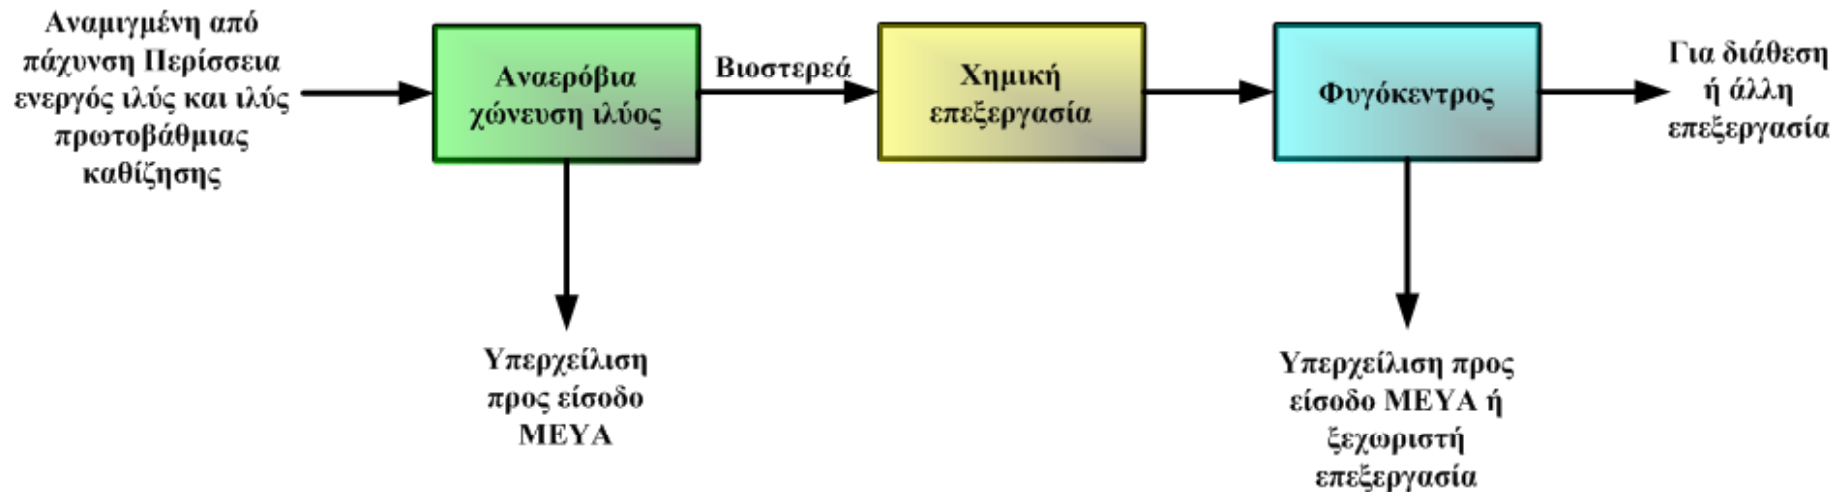 Αναμιγμένη από
πάχυνση Περίσσεια
ενεργός ιλύς και ιλύς
πρωτοβάθμιας
καθίζησης
Αναερόβια
χώνευση ιλύος
Βιοστερεά
Χημική
επεξεργασία
Φυγόκεντρος
Για διάθεση
ή άλλη
επεξεργασία
Υπερχείλιση
προς είσοδο
ΜΕΥΑ
Υπερχείλιση προς
είσοδο ΜΕΥΑ ή
ξεχωριστή
επεξεργασία